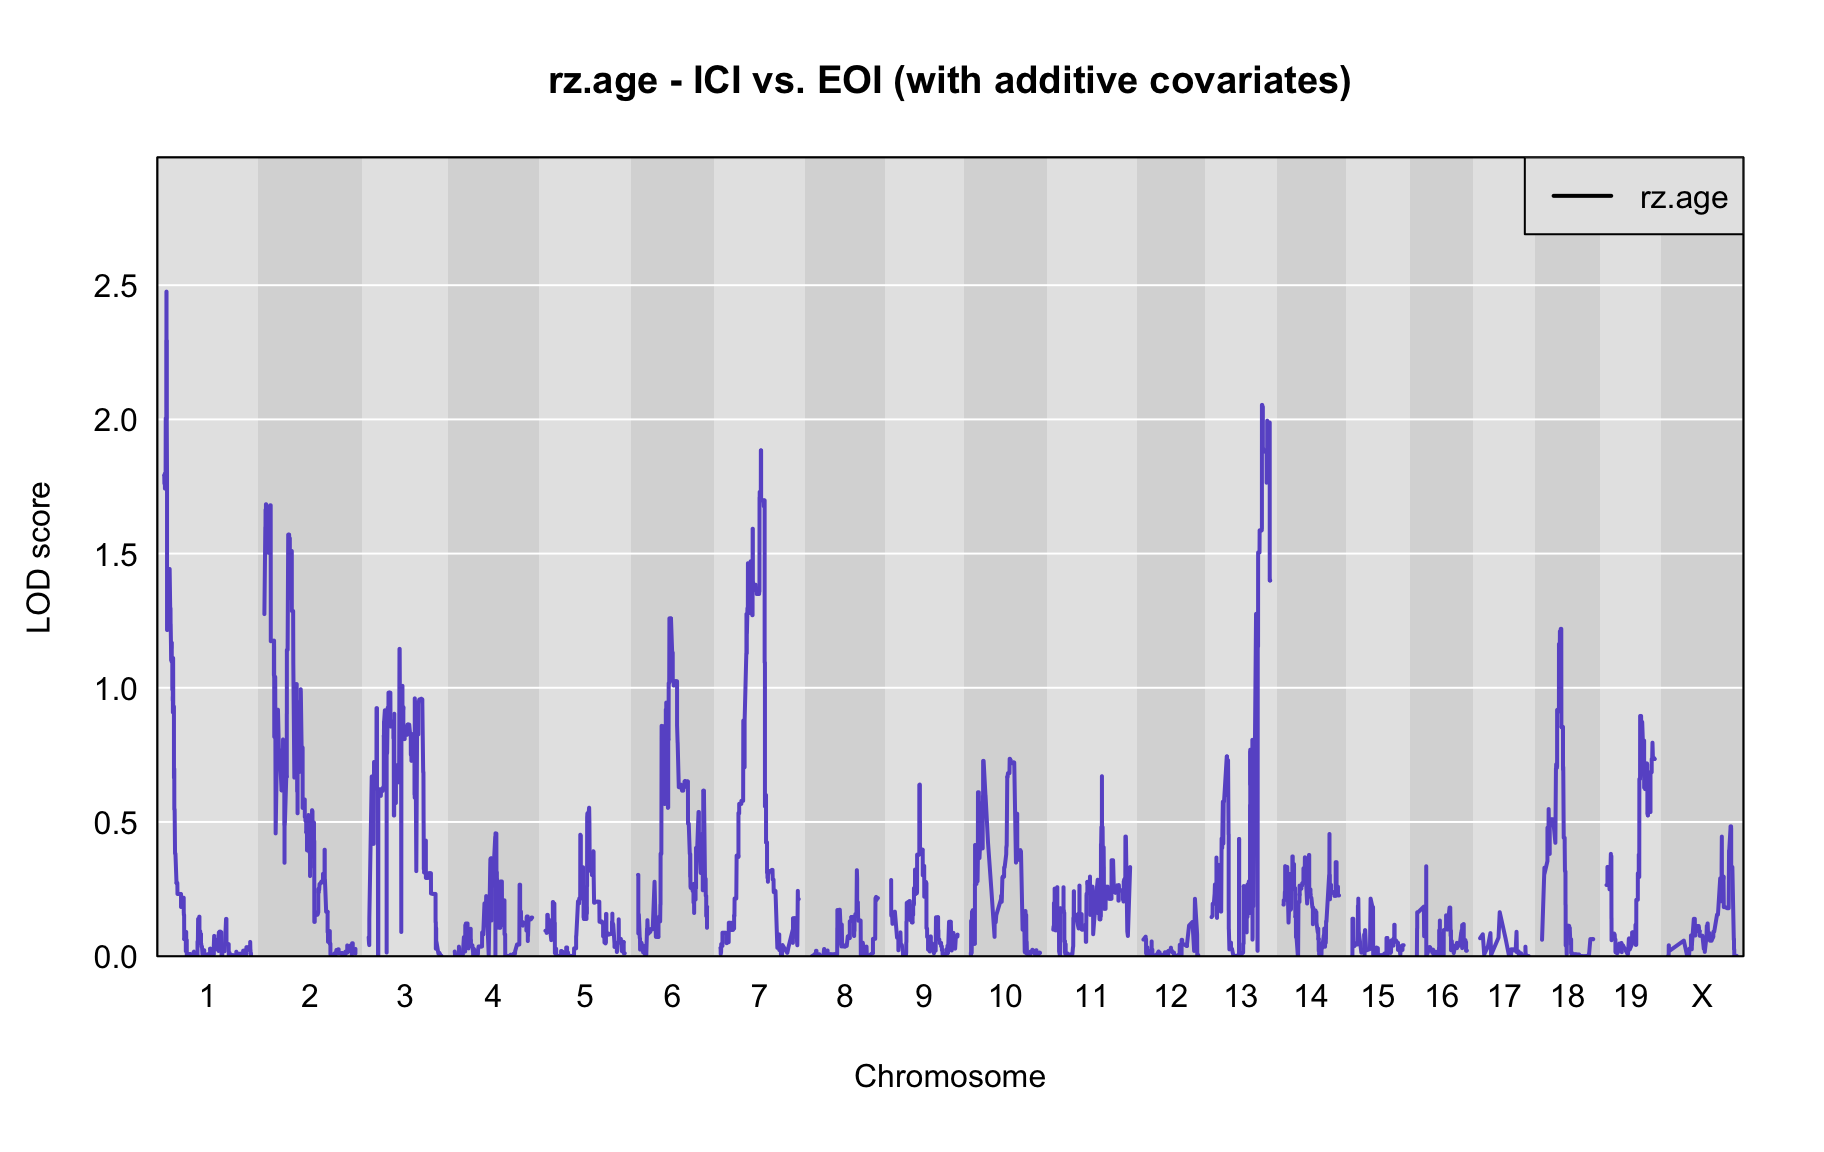 rz.age - ICI vs. EOI (with additive covariates)
rz.age
LOD score
2.5
2.0
1.5
1.0
0.5
0.0
1 2 3 4 5 6 7 8 9 10 11 12 13 14 15 16 17 18 19 X
Chromosome